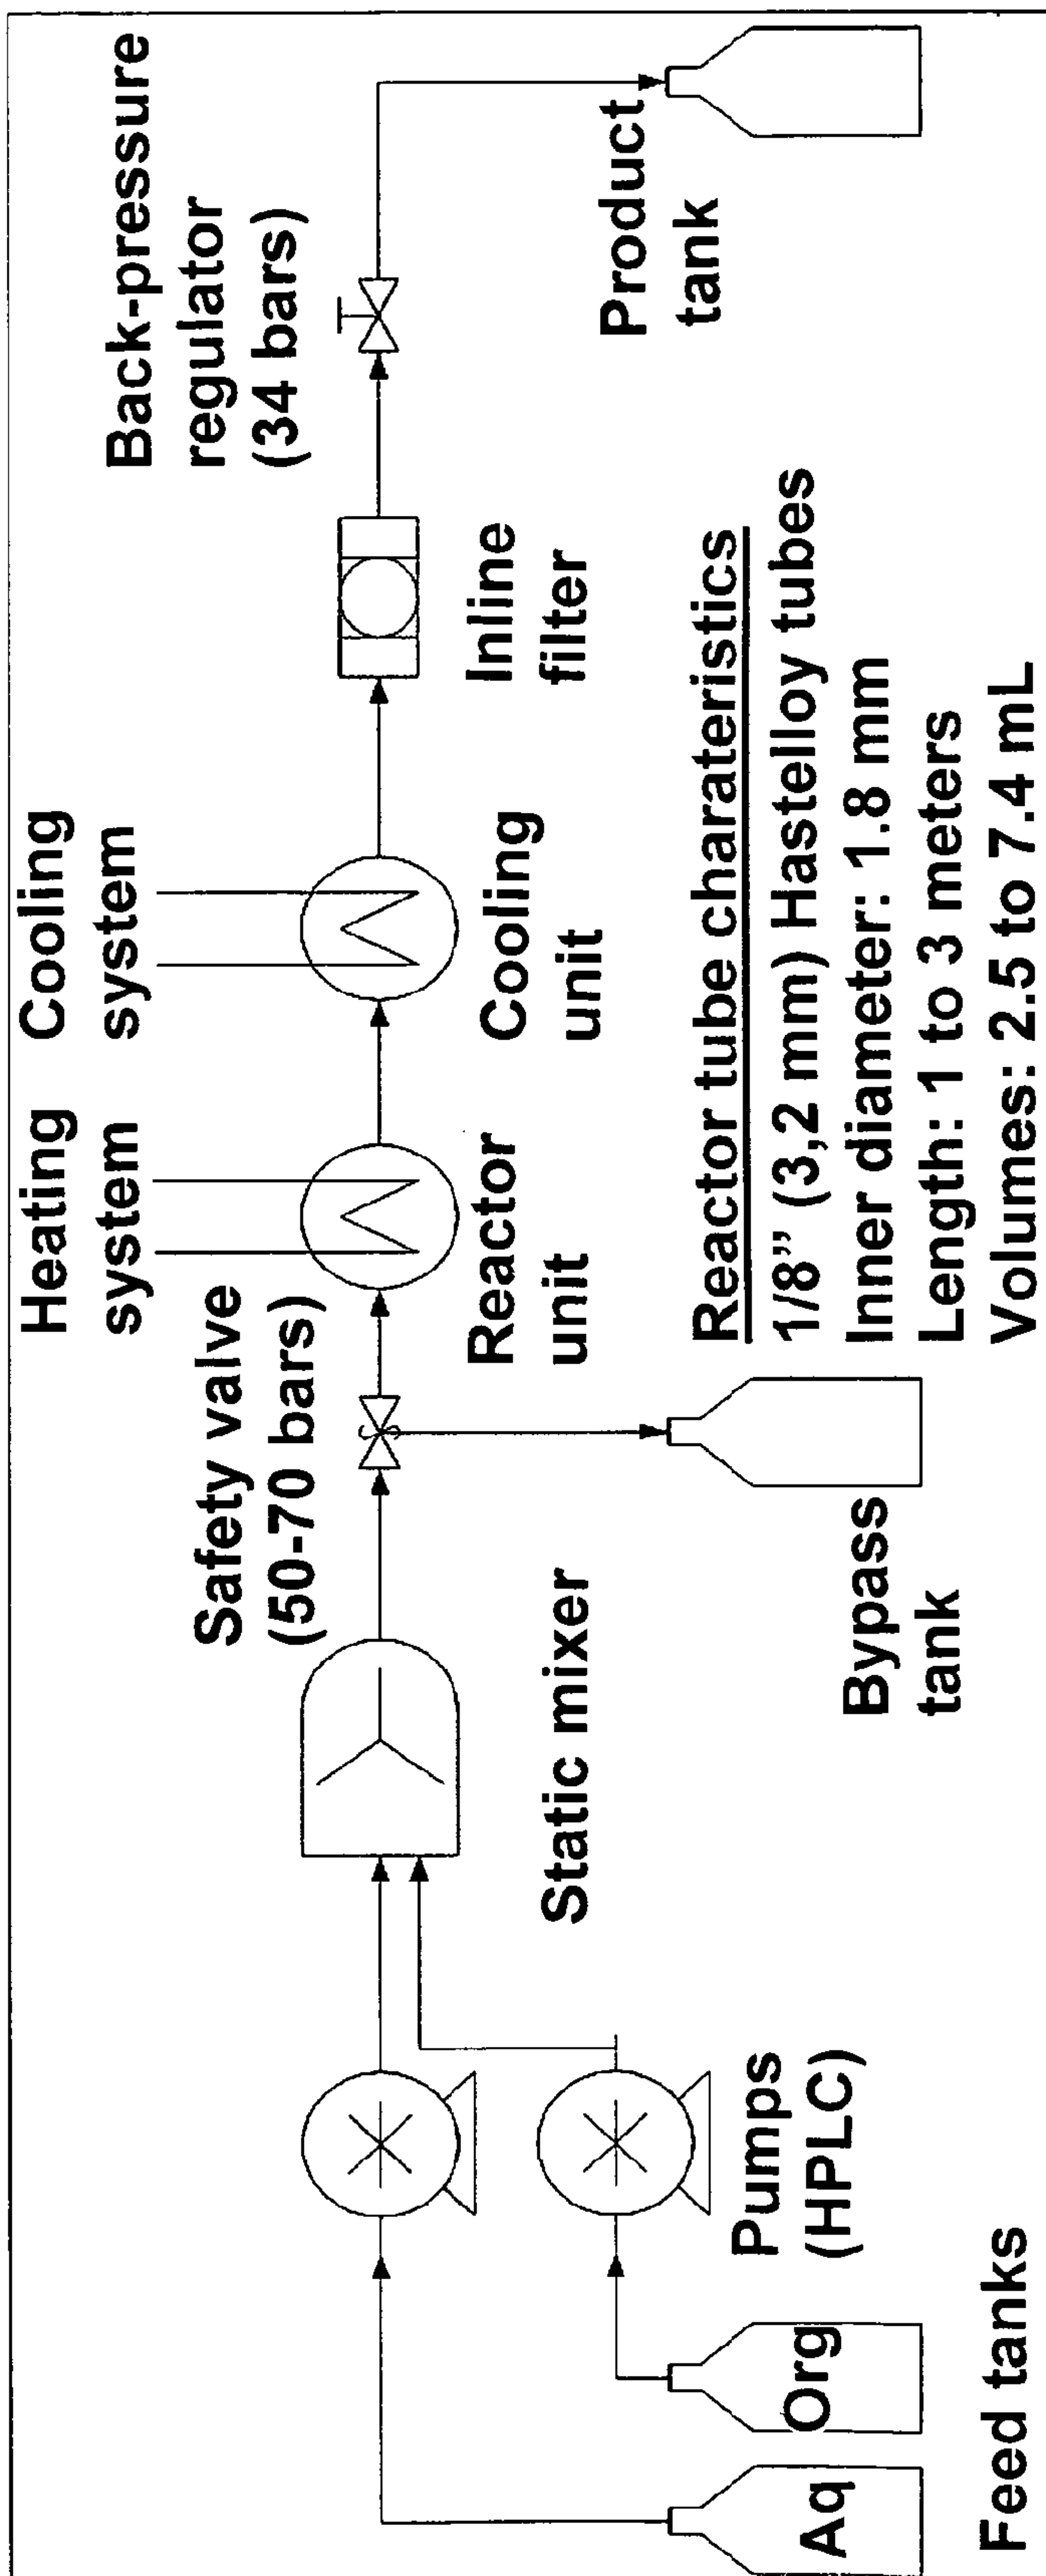 Feed tanks
Aq
Org
Pumps
(HPLC)
Static mixer
Bypass
tank
Safety valve
(50-70 bars)
Heating
system
Reactor
unit
Cooling
system
Cooling
unit
Inline
filter
Back-pressure
regulator
(34 bars)
Product
tank
Reactor tube charateristics
1/8” (3,2 mm) Hastelloy tubes
Inner diameter: 1.8 mm
Length: 1 to 3 meters
Volumes: 2.5 to 7.4 mL